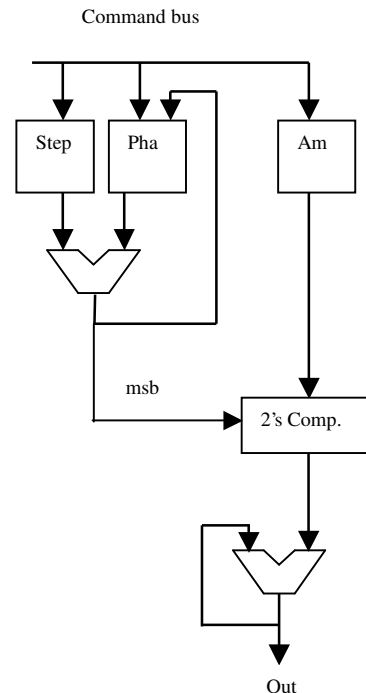 Command bus
Step
Pha
Am
msb
2's Comp.
Out